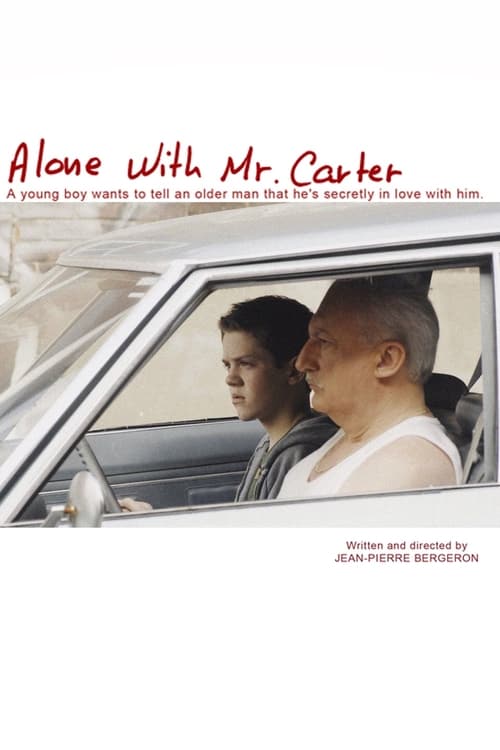 Alone With Mr. Carter
A young boy wants to tell an older man that he's secretly in love with him.
Written and directed by
JEAN-PIERRE BERGERON